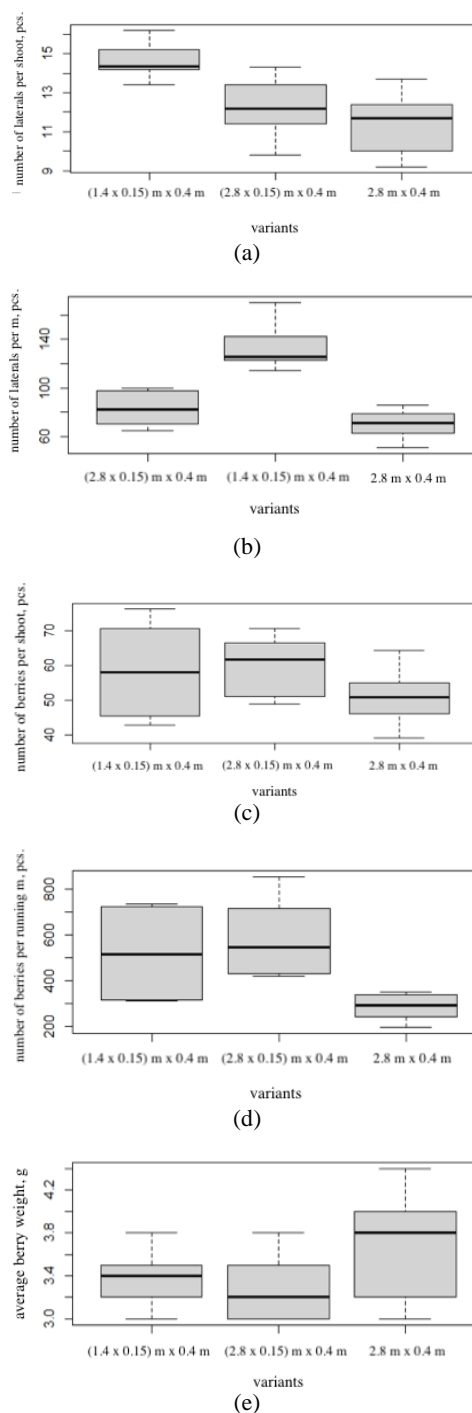 number of laterals per shoot, pcs.
15
13
11
9
(1.4 x 0.15) m x 0.4 m (2.8 x 0.15) m x 0.4 m 2.8 m x 0.4 m
variants
(a)
number of laterals per m, pcs.
140
100
60
(2.8 x 0.15) m x 0.4 m (1.4 x 0.15) m x 0.4 m 2.8 m x 0.4 m
variants
(b)
number of berries per shoot, pcs.
70
60
50
40
(1.4 x 0.15) m x 0.4 m (2.8 x 0.15) m x 0.4 m 2.8 m x 0.4 m
variants
(c)
number of berries per running m, pcs.
800
600
400
200
(1.4 x 0.15) m x 0.4 m (2.8 x 0.15) m x 0.4 m 2.8 m x 0.4 m
variants
(d)
average berry weight, g
4.2
3.8
3.4
3.0
(1.4 x 0.15) m x 0.4 m (2.8 x 0.15) m x 0.4 m 2.8 m x 0.4 m
variants
(e)